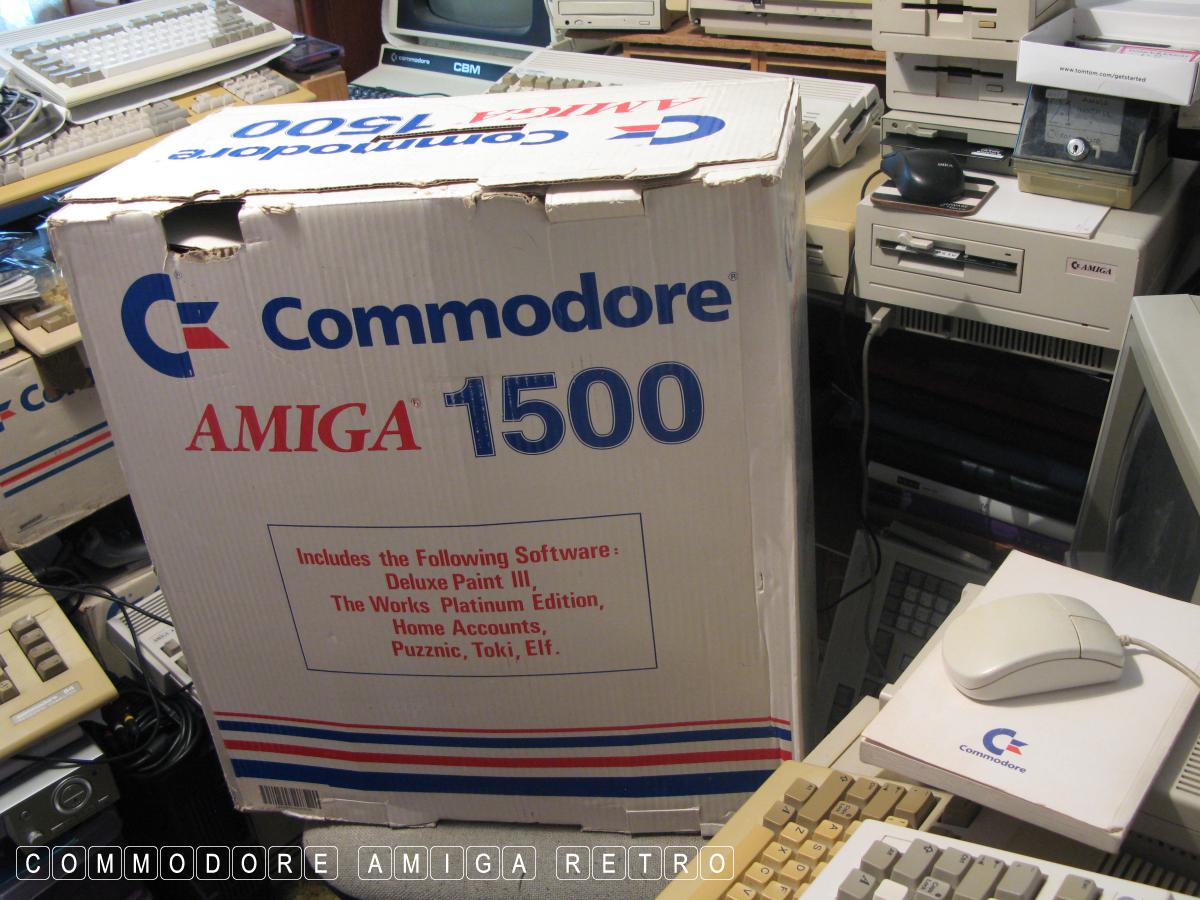 commodore CBM
AMIGA
Commodore 1500
www.tomtom.com/getstarted
AMIGA
Commodore®
AMIGA® 1500
Includes the Following Software:
Deluxe Paint III,
The Works Platinum Edition,
Home Accounts,
Puzznic, Toki, Elf.
Commodore
COMMODORE AMIGA RETRO